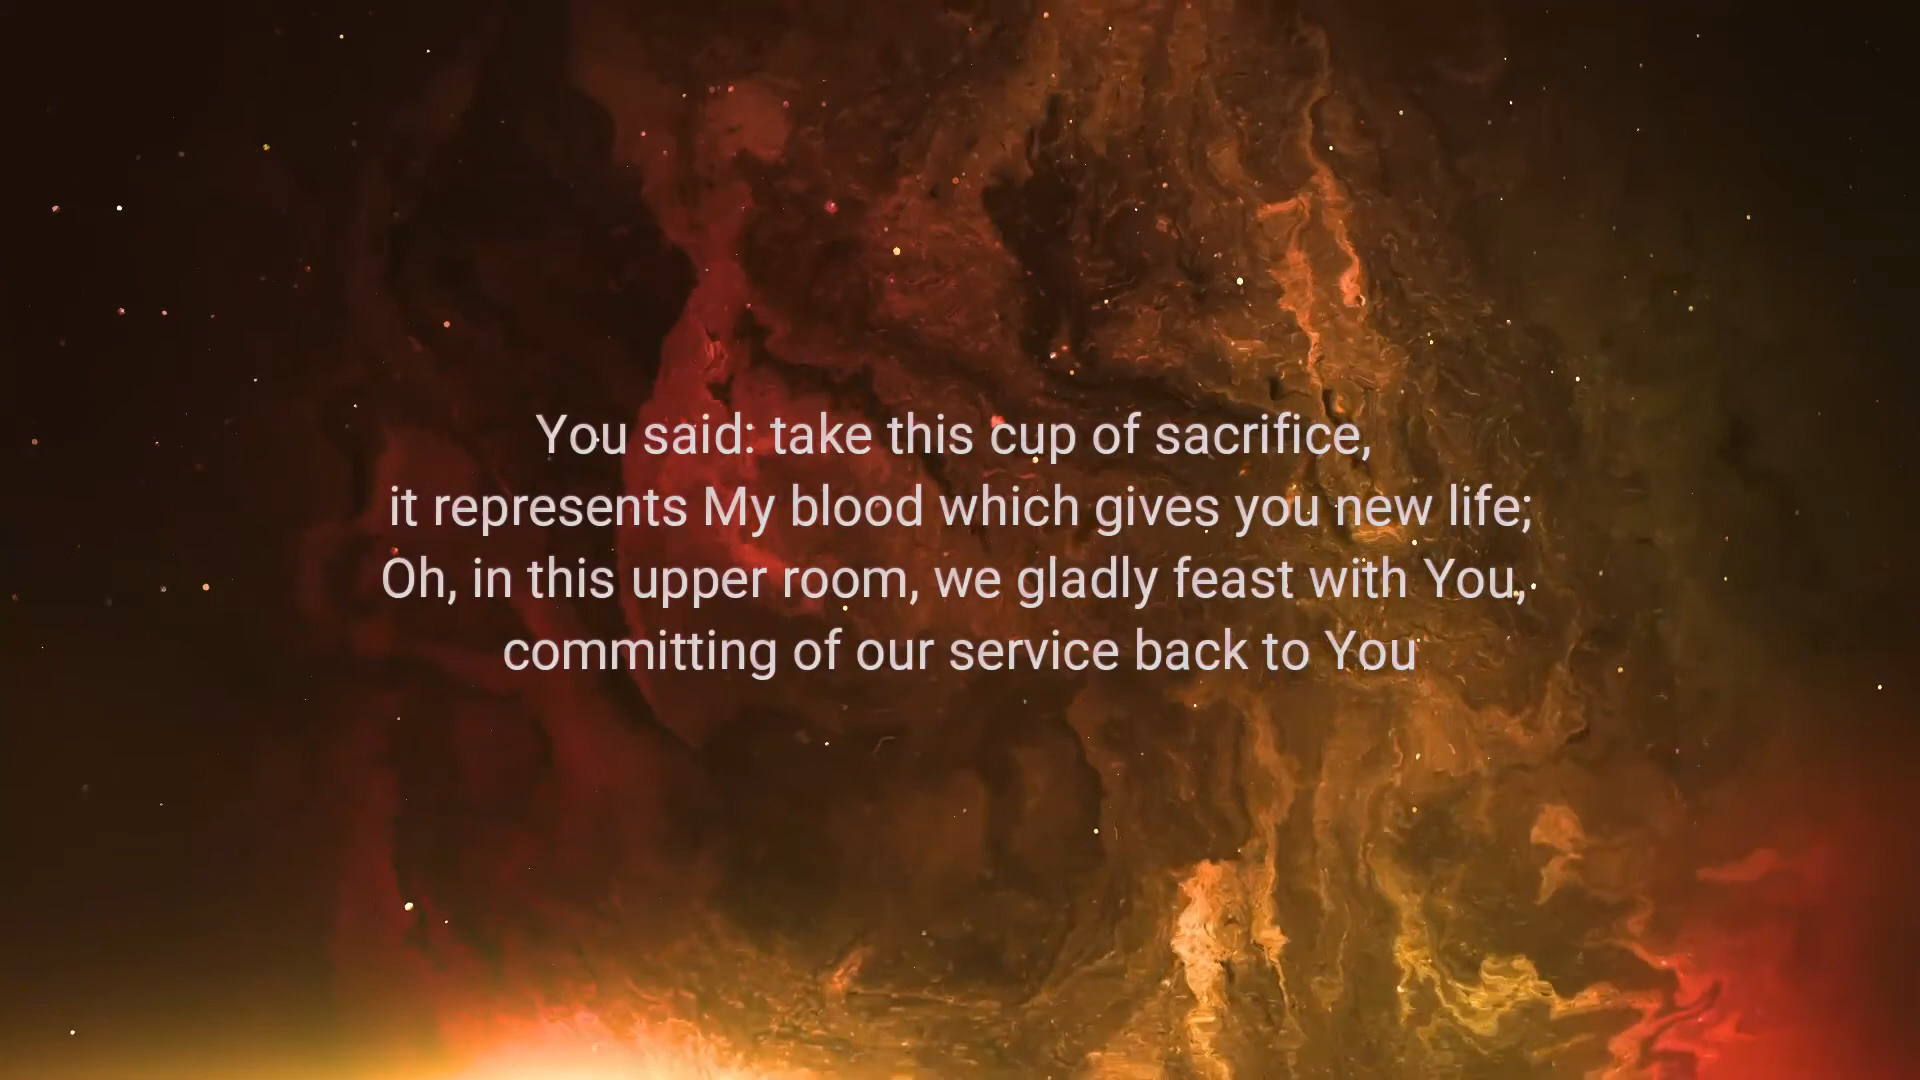 You said: take this cup of sacrifice,
it represents My blood which gives you new life;
Oh, in this upper room, we gladly feast with You,
committing of our service back to You